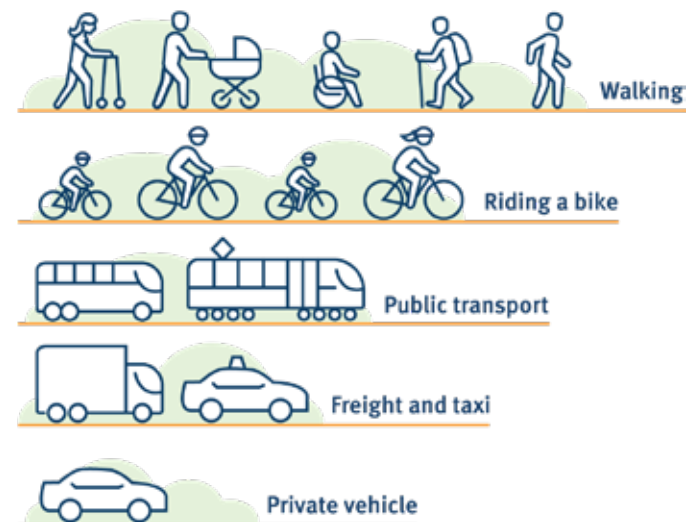 Walking
Riding a bike
Public transport
Freight and taxi
Private vehicle